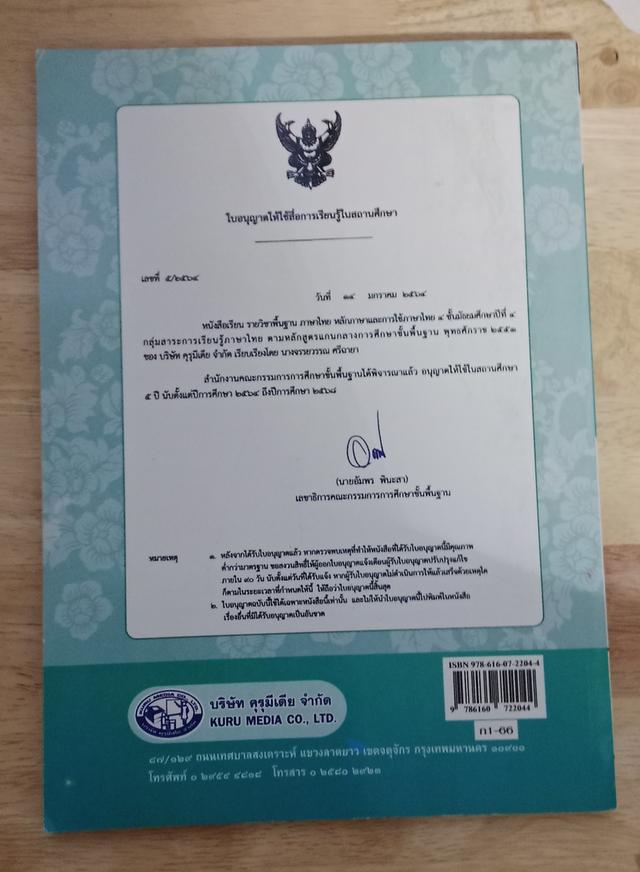 ใบอนุญาตให้ใช้สื่อการเรียนรู้ในสถานศึกษา
เลขที่ ๕/๒๕๖๔
วันที่ ๑๔ มกราคม ๒๕๖๔
หนังสือเรียน รายวิชาพื้นฐาน ภาษาไทย หลักภาษาและการใช้ภาษาไทย ๔ ชั้นมัธยมศึกษาปีที่ ๔
กลุ่มสาระการเรียนรู้ภาษาไทย ตามหลักสูตรแกนกลางการศึกษาขั้นพื้นฐาน พุทธศักราช ๒๕๕๑
ของ บริษัท คุรุมีเดีย จำกัด เรียบเรียงโดย นางจรรยวรรณ ศรีฉายา
สำนักงานคณะกรรมการการศึกษาขั้นพื้นฐานได้พิจารณาแล้ว อนุญาตให้ใช้ในสถานศึกษา
๕ ปี นับตั้งแต่ปีการศึกษา ๒๕๖๔ ถึงปีการศึกษา ๒๕๖๘
(นายอัมพร พินะสา)
เลขาธิการคณะกรรมการการศึกษาขั้นพื้นฐาน
หมายเหตุ ๑. หลังจากได้รับใบอนุญาตแล้ว หากตรวจพบเหตุที่ทำให้หนังสือที่ได้รับใบอนุญาตนี้มีคุณภาพ
ต่ำกว่ามาตรฐาน ขอสงวนสิทธิ์ให้ผู้ออกใบอนุญาตแจ้งเตือนผู้รับใบอนุญาตปรับปรุงแก้ไข
ภายใน ๙๐ วัน นับตั้งแต่วันที่ได้รับแจ้ง หากผู้รับใบอนุญาตไม่ดำเนินการให้แล้วเสร็จด้วยเหตุใด
ก็ตามในระยะเวลาที่กำหนดให้นี้ ให้ถือว่าใบอนุญาตนี้สิ้นสุด
๒. ใบอนุญาตฉบับนี้ใช้ได้เฉพาะหนังสือนี้เท่านั้น และไม่ให้นำใบอนุญาตนี้ไปพิมพ์ในหนังสือ
เรื่องอื่นที่มิได้รับอนุญาตเป็นอันขาด
ISBN 978-616-07-2204-4
9 786160 722044
ก1-66
KURU MEDIA CO., LTD.
บริษัท คุรุมีเดีย จำกัด
KURU MEDIA CO., LTD.
๘๗/๑๒๙ ถนนเทศบาลสงเคราะห์ แขวงลาดยาว เขตจตุจักร กรุงเทพมหานคร ๑๐๙๐๐
โทรศัพท์ ๐ ๒๙๕๔ ๔๘๑๘ โทรสาร ๐ ๒๕๘๐ ๒๙๒๓